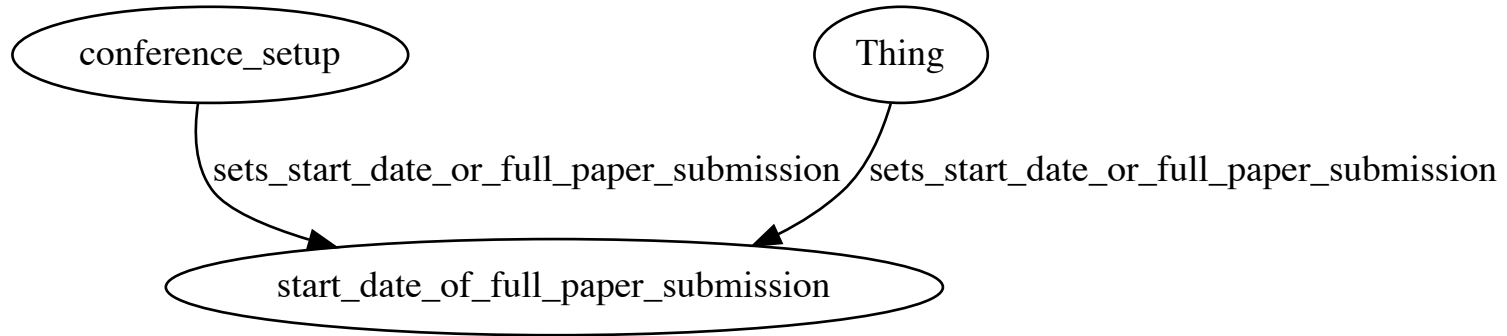 conference_setup
Thing
sets_start_date_or_full_paper_submission
sets_start_date_or_full_paper_submission
start_date_of_full_paper_submission